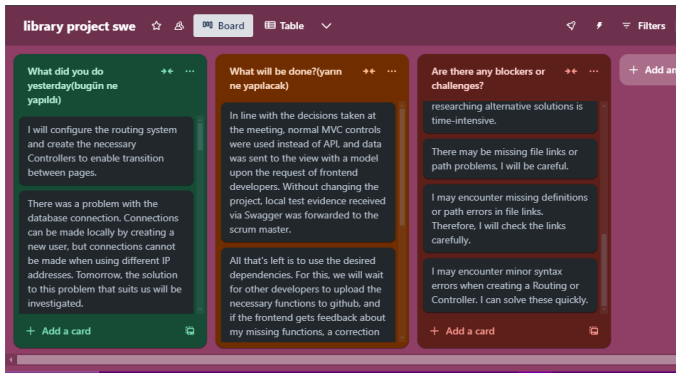 library project swe
Board
Table
Filters
What did you do
yesterday(bugün ne
yapıldı)
I will configure the routing system
and create the necessary
Controllers to enable transition
between pages.
There was a problem with the
database connection. Connections
can be made locally by creating a
new user, but connections cannot
be made when using different IP
addresses. Tomorrow, the solution
to this problem that suits us will be
investigated.
+ Add a card
What will be done?(yarın
ne yapılacak)
In line with the decisions taken at
the meeting, normal MVC controls
were used instead of API, and data
was sent to the view with a model
upon the request of frontend
developers. Without changing the
project, local test evidence received
via Swagger was forwarded to the
scrum master.
All that's left is to use the desired
dependencies. For this, we will wait
for other developers to upload the
necessary functions to github, and
if the frontend gets feedback about
my missing functions, a correction
Are there any blockers or
challenges?
researching alternative solutions is
time-intensive.
There may be missing file links or
path problems, I will be careful.
I may encounter missing definitions
or path errors in file links.
Therefore, I will check the links
carefully.
I may encounter minor syntax
errors when creating a Routing or
Controller. I can solve these quickly.
+ Add a card
+ Add an